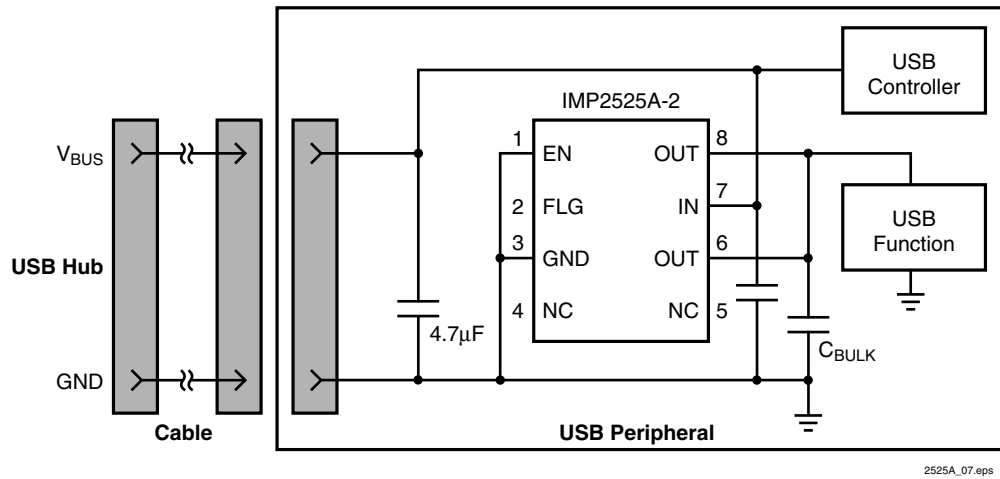 USB
Controller
IMP2525A-2
1 EN OUT 8
VBUS
2 FLG IN 7
USB
Function
3 GND OUT 6
USB Hub
4 NC NC 5
4.7μF
CBULK
GND
Cable
USB Peripheral
2525A_07.eps